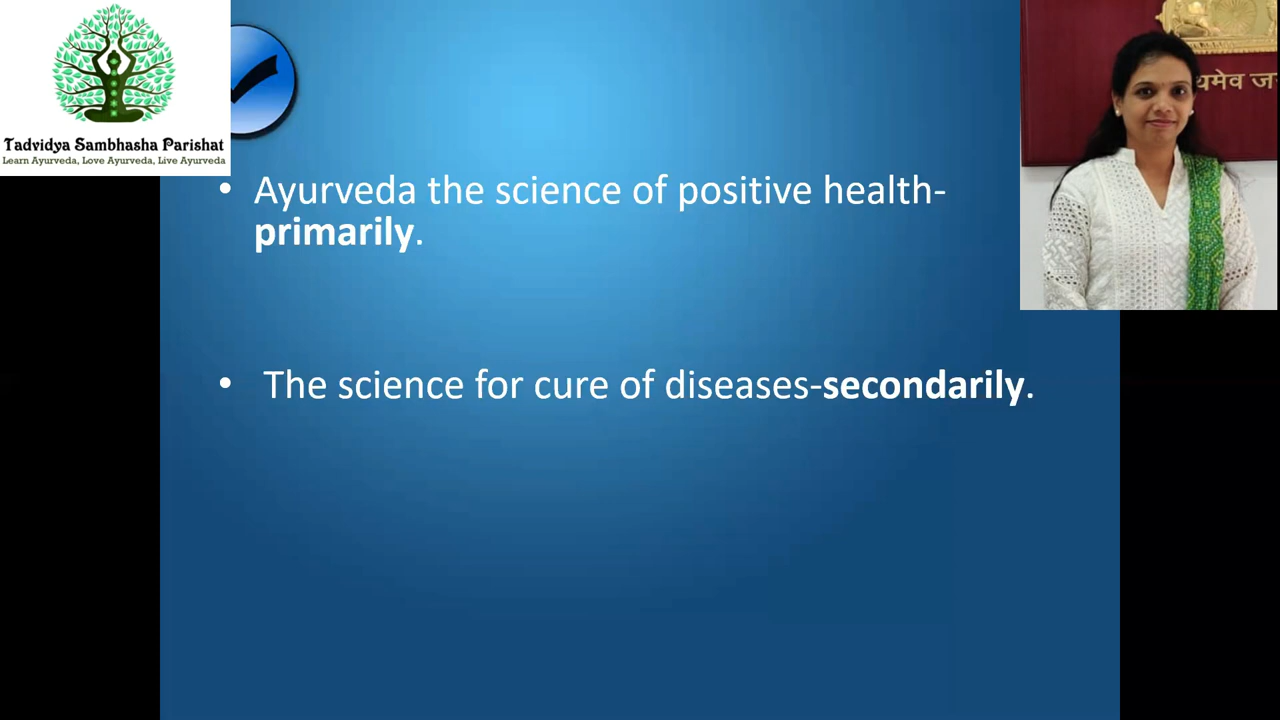 Tadvidya Sambhasha Parishat
Learn Ayurveda, Love Ayurveda, Live Ayurveda
• Ayurveda the science of positive health-
primarily.
• The science for cure of diseases-secondarily.